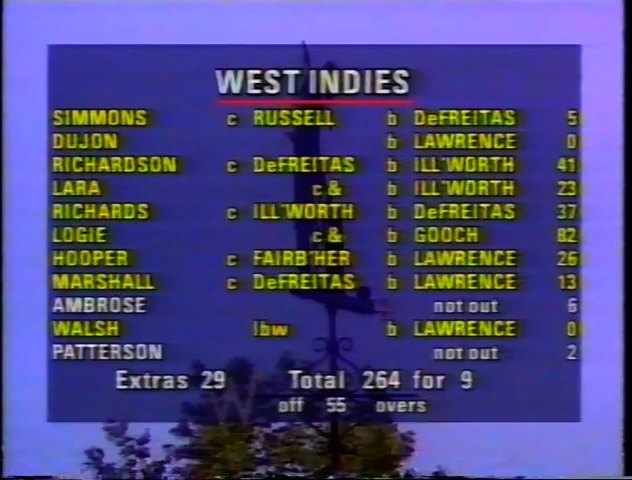 WEST INDIES
SIMMONS c RUSSELL b DeFREITAS 5
DUJON b LAWRENCE 0
RICHARDSON c DeFREITAS b ILL'WORTH 41
LARA c & b ILL'WORTH 23
RICHARDS c ILL'WORTH b DeFREITAS 37
LOGIE c & b GOOCH 82
HOOPER c FAIRB'HER b LAWRENCE 26
MARSHALL c DeFREITAS b LAWRENCE 13
AMBROSE not out 6
WALSH lbw b LAWRENCE 0
PATTERSON not out 2
Extras 29 Total 264 for 9
off 55 overs